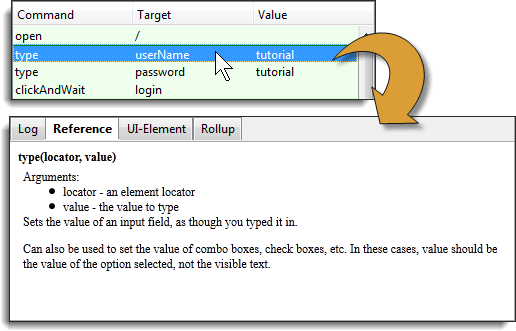 Command Target Value
open /
type userName tutorial
type password tutorial
clickAndWait login
Log Reference UI-Element Rollup
type(locator, value)
Arguments:
● locator - an element locator
● value - the value to type
Sets the value of an input field, as though you typed it in.
Can also be used to set the value of combo boxes, check boxes, etc. In these cases, value should be
the value of the option selected, not the visible text.